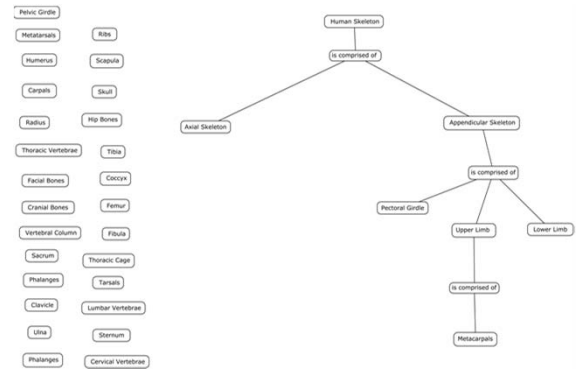 Pelvic Girdle
Metatarsals
Ribs
Humerus
Scapula
Carpals
Skull
Radius
Hip Bones
Thoracic Vertebrae
Tibia
Facial Bones
Coccyx
Cranial Bones
Femur
Vertebral Column
Fibula
Sacrum
Thoracic Cage
Phalanges
Tarsals
Clavicle
Lumbar Vertebrae
Ulna
Sternum
Phalanges
Cervical Vertebrae
Human Skeleton
is comprised of
Axial Skeleton
Appendicular Skeleton
is comprised of
Pectoral Girdle
Upper Limb
Lower Limb
is comprised of
Metacarpals